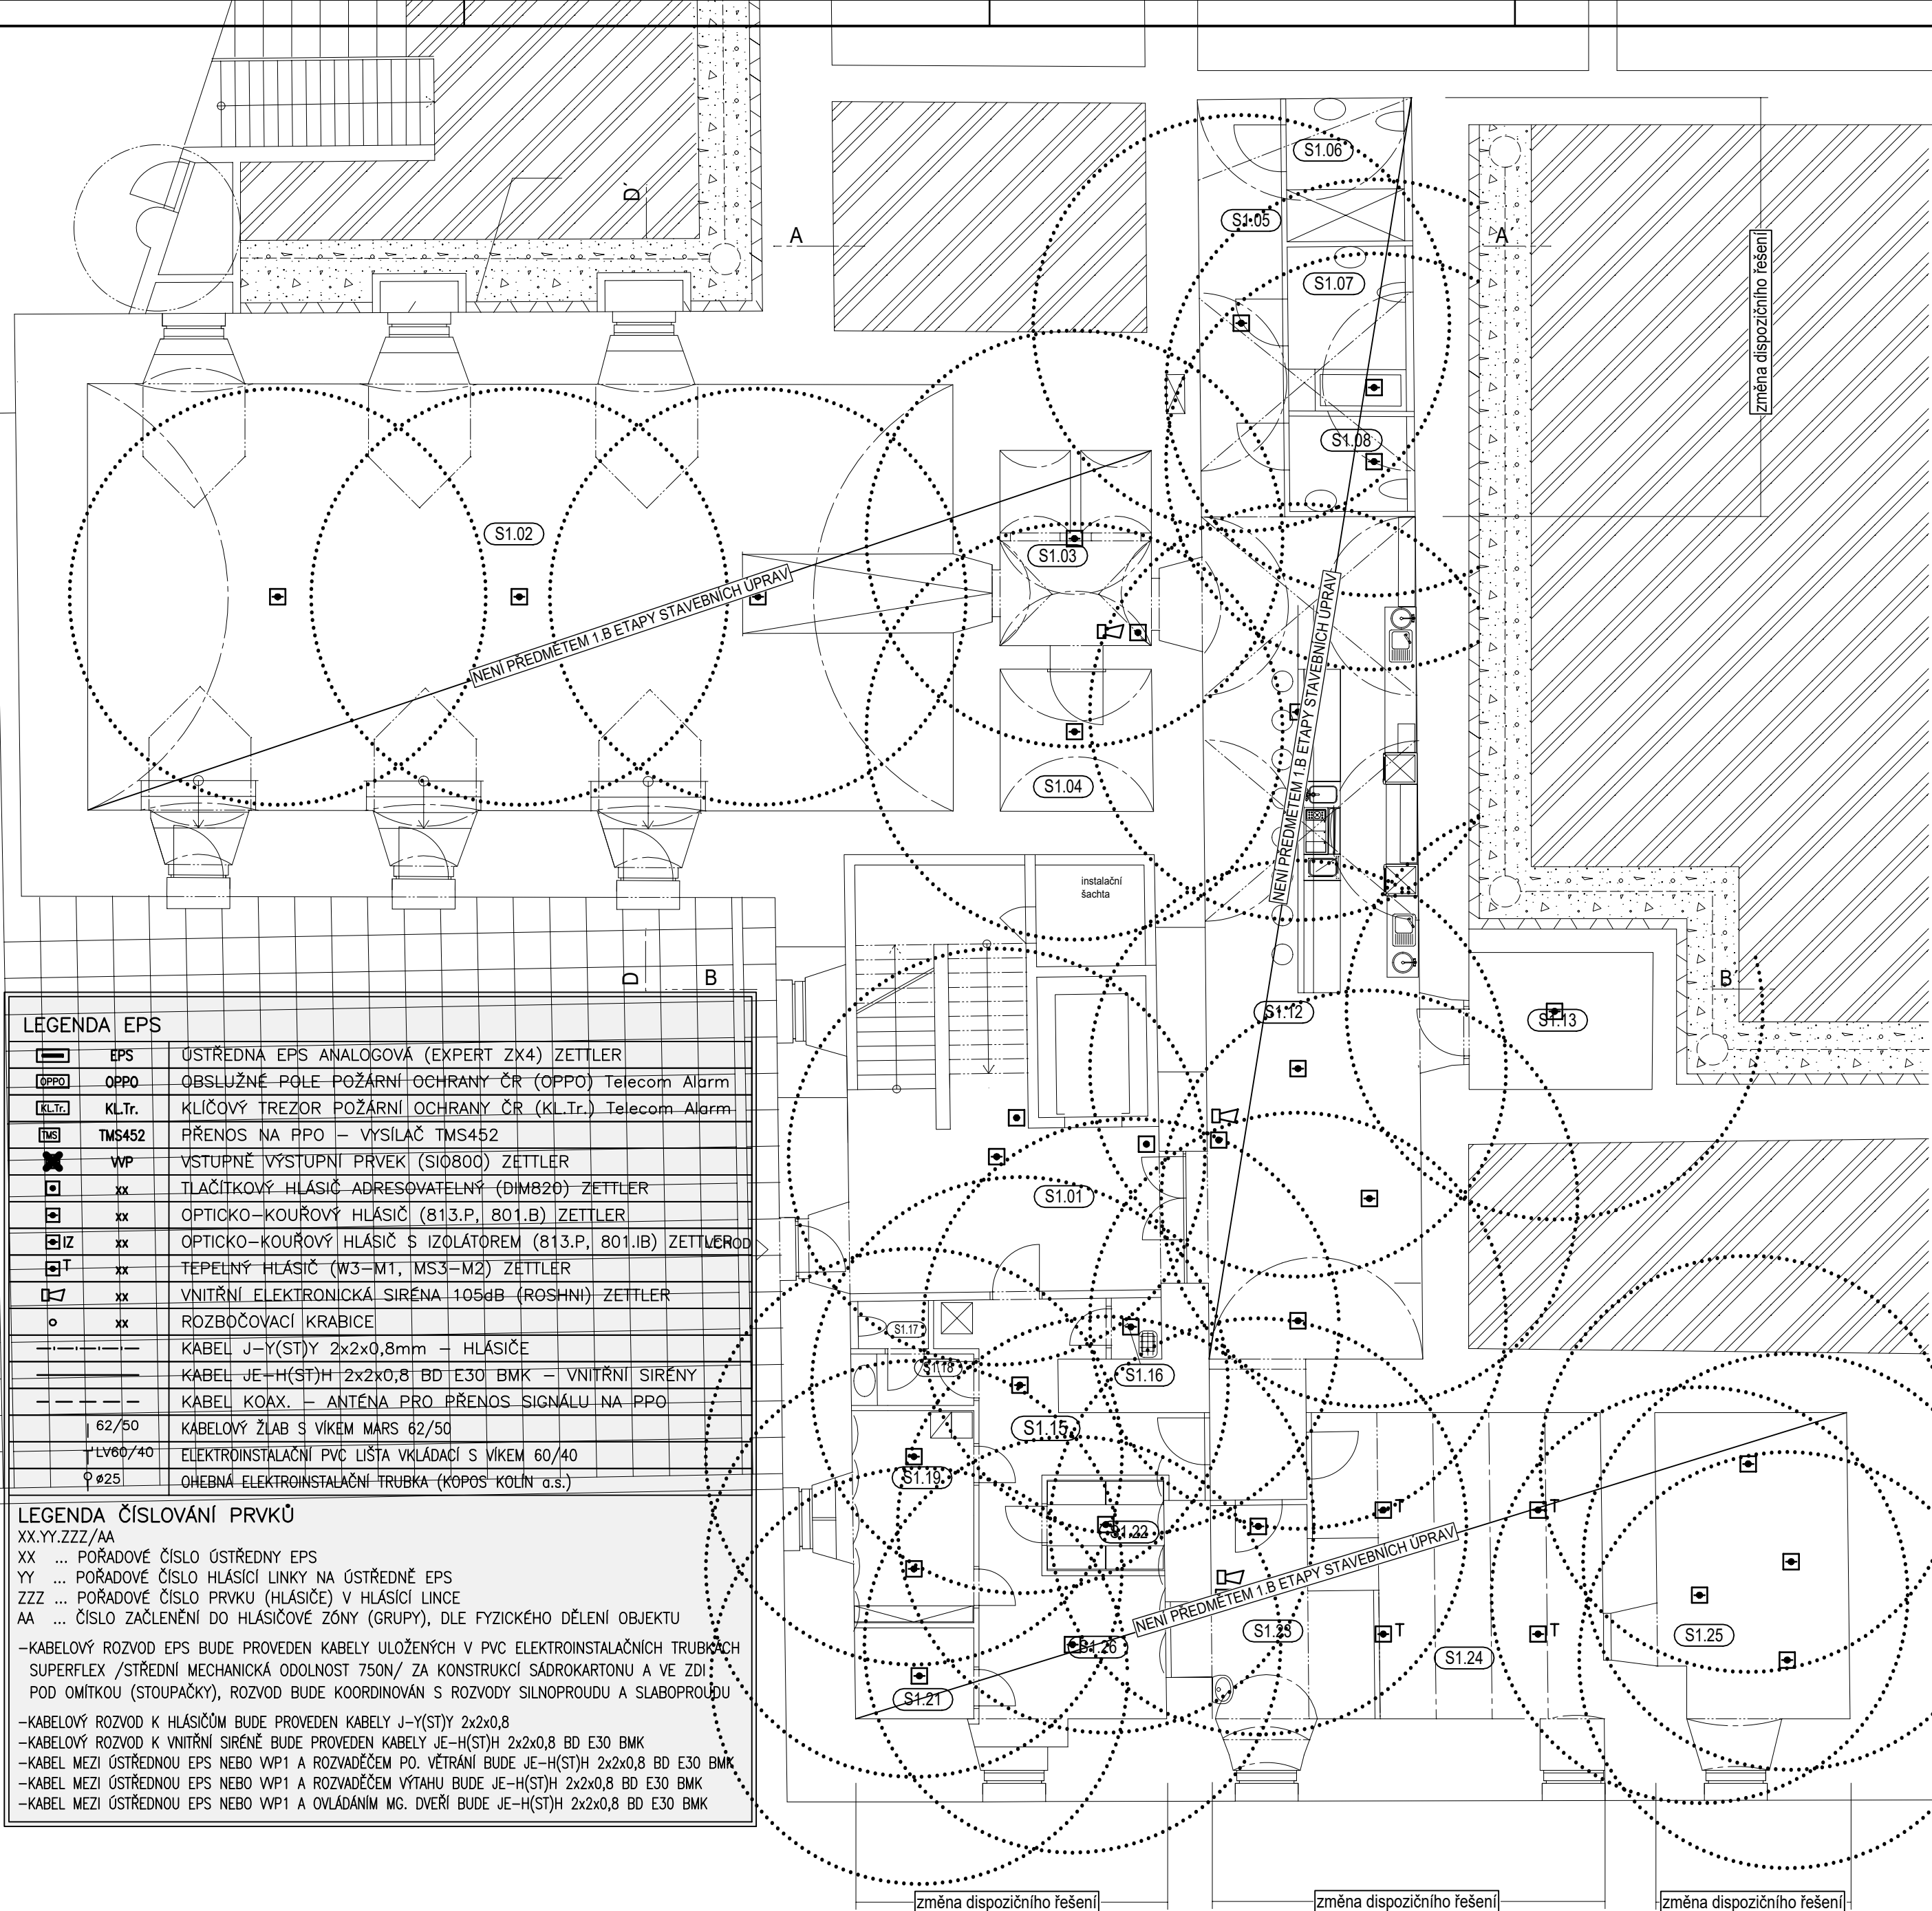 S1.06
S1.05
D´
A
A´
S1.07
změna dispozičního řešení
S1.08
S1.02
S1.03
NENÍ PŘEDMĚTEM 1.B ETAPY STAVEBNÍCH ÚPRAV
NENÍ PŘEDMĚTEM 1.B ETAPY STAVEBNÍCH ÚPRAV
S1.04
instalační
šachta
D
B
B´
S1.12
S1.13
LEGENDA EPS
EPS ÚSTŘEDNA EPS ANALOGOVÁ (EXPERT ZX4) ZETTLER
OPPO OPPO OBSLUŽNÉ POLE POŽÁRNÍ OCHRANY ČR (OPPO) Telecom Alarm
KL.Tr. KL.Tr. KLÍČOVÝ TREZOR POŽÁRNÍ OCHRANY ČR (KL.Tr.) Telecom Alarm
TMS TMS452 PŘENOS NA PPO – VYSÍLAČ TMS452
VVP VSTUPNĚ VÝSTUPNÍ PRVEK (SIO800) ZETTLER
xx TLAČÍTKOVÝ HLÁSIČ ADRESOVATELNÝ (DIM820) ZETTLER
xx OPTICKO-KOUŘOVÝ HLÁSIČ (813.P, 801.B) ZETTLER
IZ xx OPTICKO-KOUŘOVÝ HLÁSIČ S IZOLÁTOREM (813.P, 801.IB) ZETTLER
VCHOD
T xx TEPELNÝ HLÁSIČ (W3-M1, MS3-M2) ZETTLER
xx VNITŘNÍ ELEKTRONICKÁ SIRÉNA 105dB (ROSHNI) ZETTLER
xx ROZBOČOVACÍ KRABICE
KABEL J-Y(ST)Y 2x2x0,8mm – HLÁSIČE
KABEL JE-H(ST)H 2x2x0,8 BD E30 BMK – VNITŘNÍ SIRÉNY
KABEL KOAX. – ANTÉNA PRO PŘENOS SIGNÁLU NA PPO
62/50 KABELOVÝ ŽLAB S VÍKEM MARS 62/50
LV60/40 ELEKTROINSTALAČNÍ PVC LIŠTA VKLÁDACÍ S VÍKEM 60/40
ø25 OHEBNÁ ELEKTROINSTALAČNÍ TRUBKA (KOPOS KOLÍN a.s.)
LEGENDA ČÍSLOVÁNÍ PRVKŮ
XX.YY.ZZZ/AA
XX ... POŘADOVÉ ČÍSLO ÚSTŘEDNY EPS
YY ... POŘADOVÉ ČÍSLO HLÁSÍCÍ LINKY NA ÚSTŘEDNĚ EPS
ZZZ ... POŘADOVÉ ČÍSLO PRVKU (HLÁSIČE) V HLÁSÍCÍ LINCE
AA ... ČÍSLO ZAČLENĚNÍ DO HLÁSIČOVÉ ZÓNY (GRUPY), DLE FYZICKÉHO DĚLENÍ OBJEKTU
-KABELOVÝ ROZVOD EPS BUDE PROVEDEN KABELY ULOŽENÝCH V PVC ELEKTROINSTALAČNÍCH TRUBKÁCH
SUPERFLEX /STŘEDNÍ MECHANICKÁ ODOLNOST 750N/ ZA KONSTRUKCÍ SÁDROKARTONU A VE ZDI
POD OMÍTKOU (STOUPAČKY), ROZVOD BUDE KOORDINOVÁN S ROZVODY SILNOPROUDU A SLABOPROUDU
-KABELOVÝ ROZVOD K HLÁSIČŮM BUDE PROVEDEN KABELY J-Y(ST)Y 2x2x0,8
-KABELOVÝ ROZVOD K VNITŘNÍ SIRÉNĚ BUDE PROVEDEN KABELY JE-H(ST)H 2x2x0,8 BD E30 BMK
-KABEL MEZI ÚSTŘEDNOU EPS NEBO VVP1 A ROZVADĚČEM PO. VĚTRÁNÍ BUDE JE-H(ST)H 2x2x0,8 BD E30 BMK
-KABEL MEZI ÚSTŘEDNOU EPS NEBO VVP1 A ROZVADĚČEM VÝTAHU BUDE JE-H(ST)H 2x2x0,8 BD E30 BMK
-KABEL MEZI ÚSTŘEDNOU EPS NEBO VVP1 A OVLÁDÁNÍM MG. DVEŘÍ BUDE JE-H(ST)H 2x2x0,8 BD E30 BMK
S1.01
S1.17
S1.18
S1.16
S1.15
S1.19
S1.22
T
T
NENÍ PŘEDMĚTEM 1.B ETAPY STAVEBNÍCH ÚPRAV
S1.26
S1.23
T
T
S1.24
S1.25
S1.21
změna dispozičního řešení
změna dispozičního řešení
změna dispozičního řešení